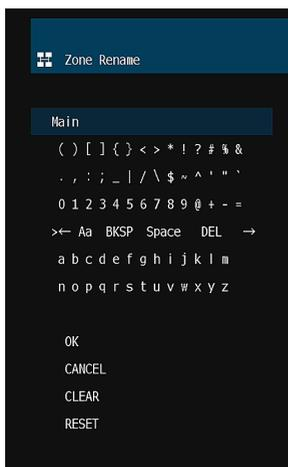 Zone Rename
Main
( ) [ ] { } < > * ! ? # % &
. , : ; _ | / \ $ ~ ^ ' " `
0 1 2 3 4 5 6 7 8 9 @ + - =
>← Aa BKSP Space DEL →
a b c d e f g h i j k l m
n o p q r s t u v w x y z
OK
CANCEL
CLEAR
RESET